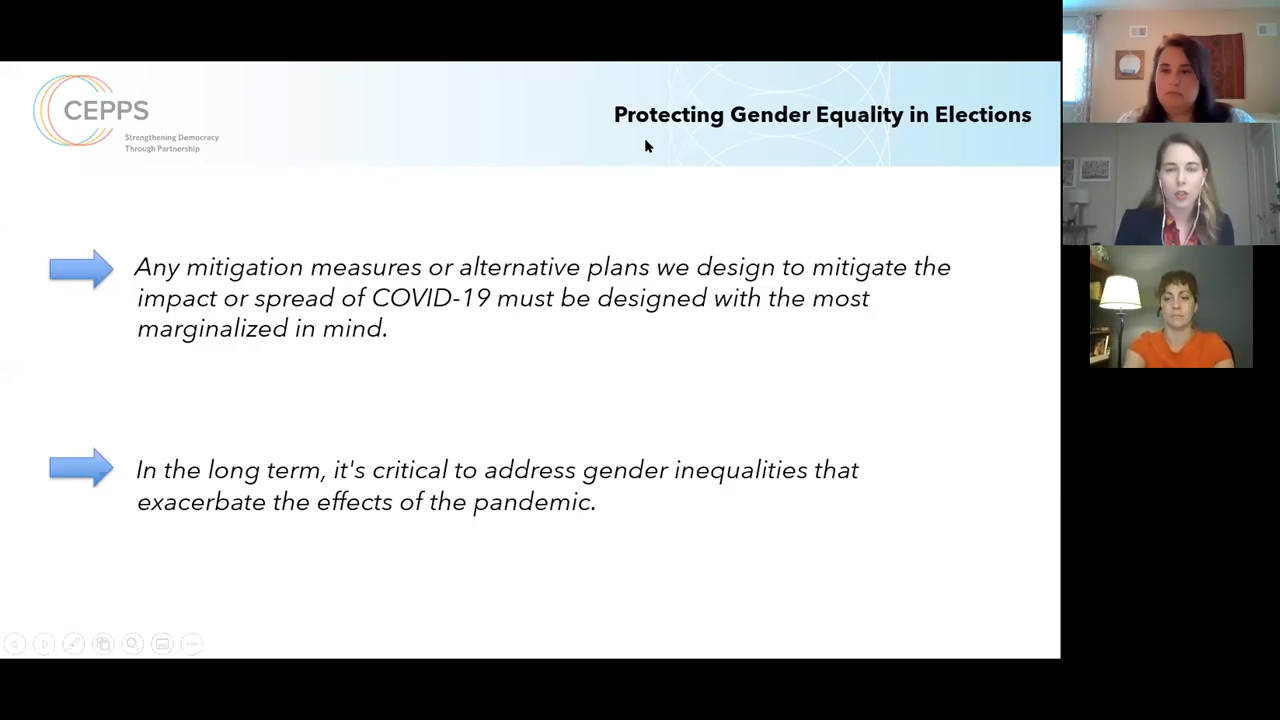 CEPPS
Strengthening Democracy
Through Partnership
Protecting Gender Equality in Elections
Any mitigation measures or alternative plans we design to mitigate the
impact or spread of COVID-19 must be designed with the most
marginalized in mind.
In the long term, it's critical to address gender inequalities that
exacerbate the effects of the pandemic.